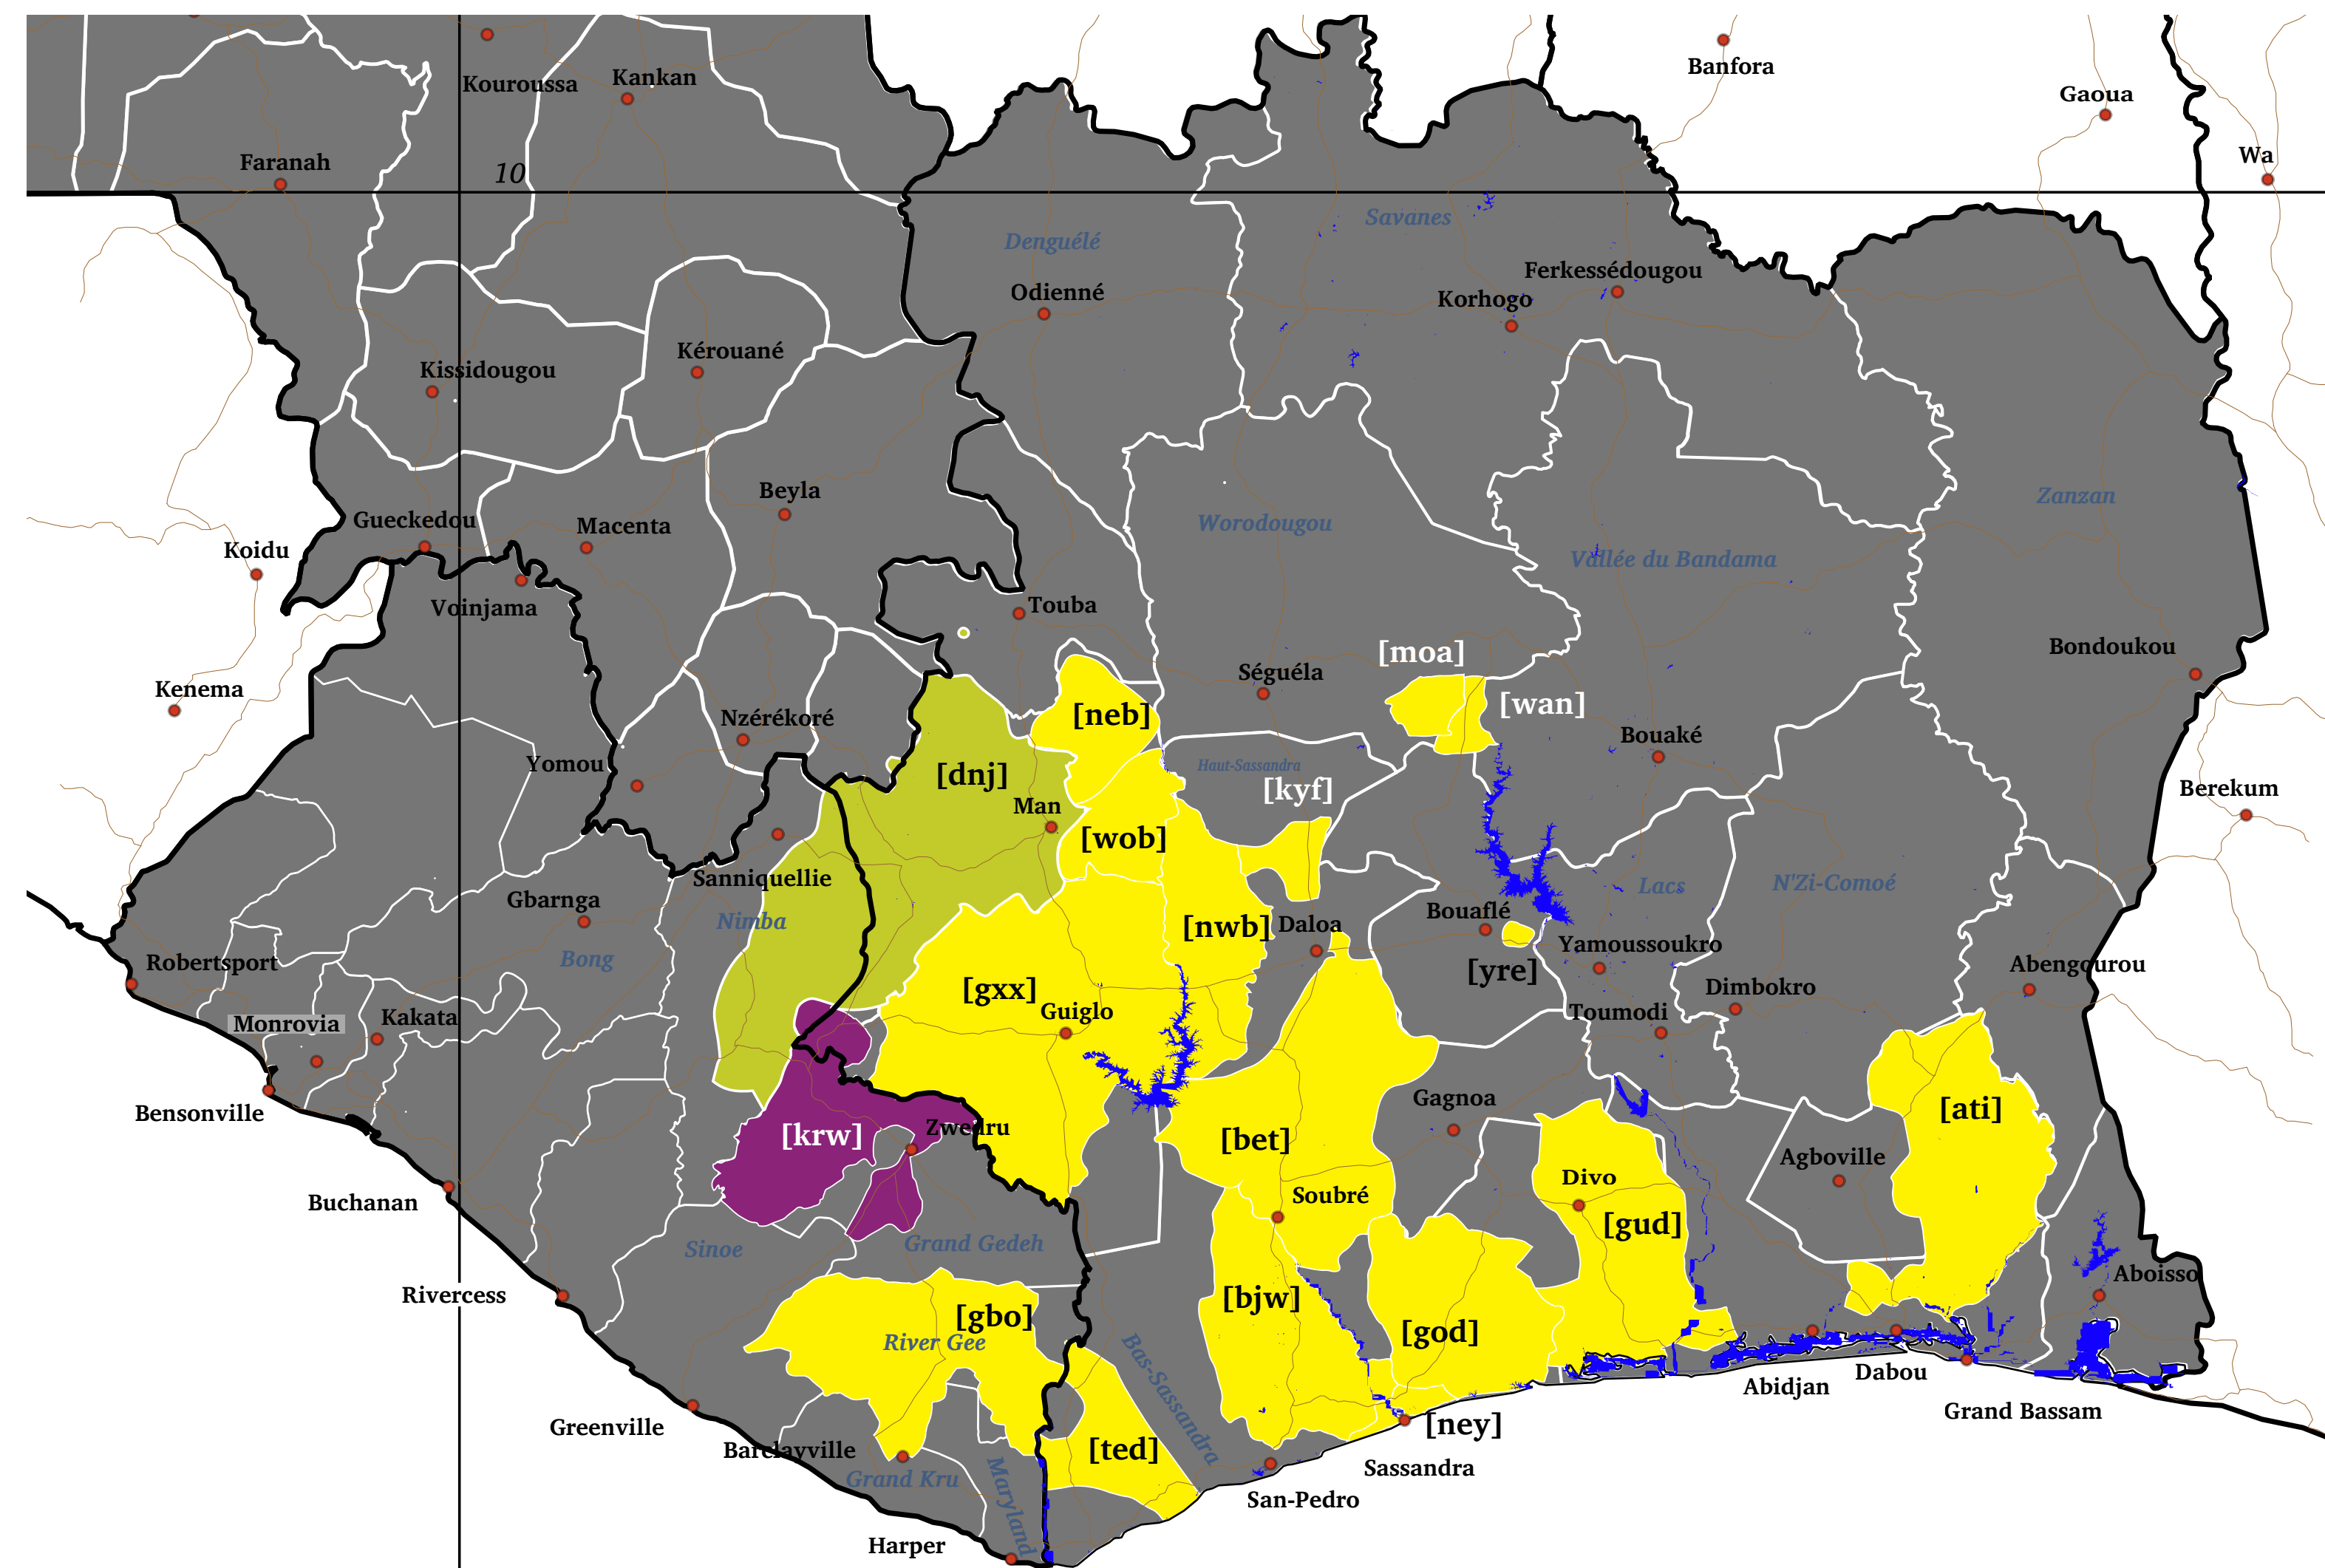 Banfora
Kouroussa
Kankan
Gaoua
Faranah
10
Wa
Savanes
Denguélé
Odienné
Ferkessédougou
Korhogo
Kérouané
Kissidougou
Beyla
Zanzan
Gueckedou
Macenta
Worodougou
Koidu
Vallée du Bandama
Voinjama
Touba
Bondoukou
[moa]
Séguéla
Kenema
[wan]
[neb]
Nzérékoré
Bouaké
Yomou
Haut-Sassandra
[dnj]
[kyf]
Berekum
Man
[wob]
Sanniquellie
Lacs
N'Zi-Comoé
Gbarnga
Nimba
[nwb]
Daloa
Bouaflé
Yamoussoukro
Robertsport
Bong
[yre]
Abengourou
[gxx]
Dimbokro
Guiglo
Toumodi
Monrovia
Kakata
Bensonville
Gagnoa
[ati]
[krw]
Zwedru
[bet]
Agboville
Divo
Buchanan
Soubré
[gud]
Sinoe
Grand Gedeh
Aboisso
Rivercess
[bjw]
[gbo]
River Gee
[god]
Bas-Sassandra
Dabou
Abidjan
Grand Bassam
Greenville
[ney]
Barclayville
[ted]
Sassandra
Grand Kru
Maryland
San-Pedro
Harper